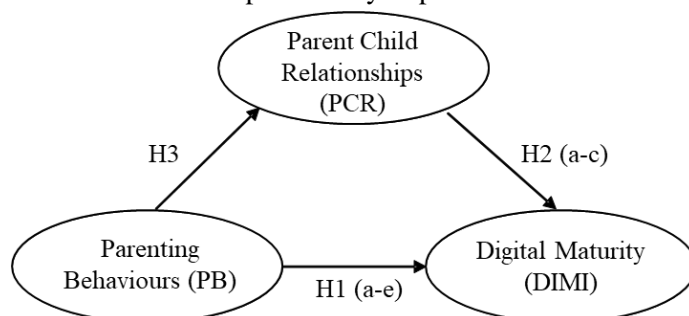 Parent Child
Relationships
(PCR)
H3
H2 (a-c)
Parenting
Behaviours (PB)
H1 (a-e)
Digital Maturity
(DIMI)